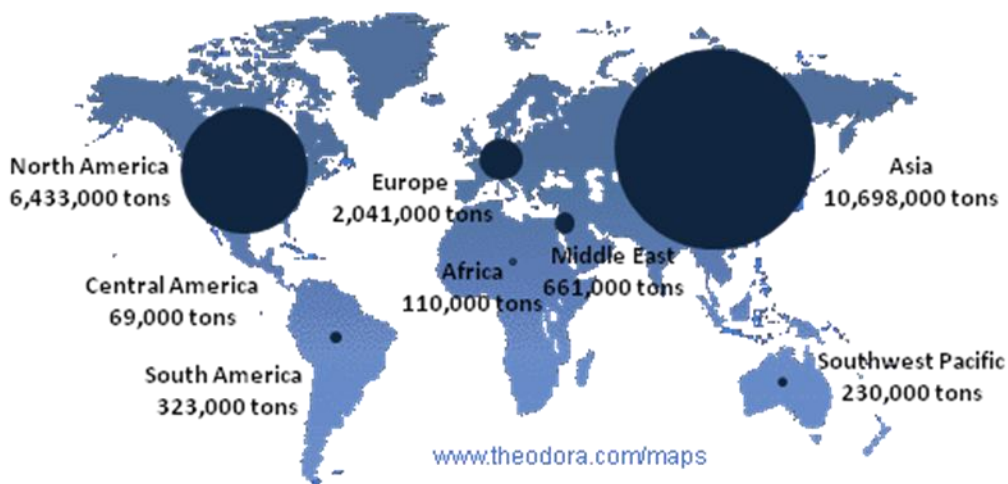 North America
6,433,000 tons
Europe
2,041,000 tons
Asia
10,698,000 tons
Central America
69,000 tons
Africa
110,000 tons
Middle East
661,000 tons
South America
323,000 tons
Southwest Pacific
230,000 tons
www.theodora.com/maps